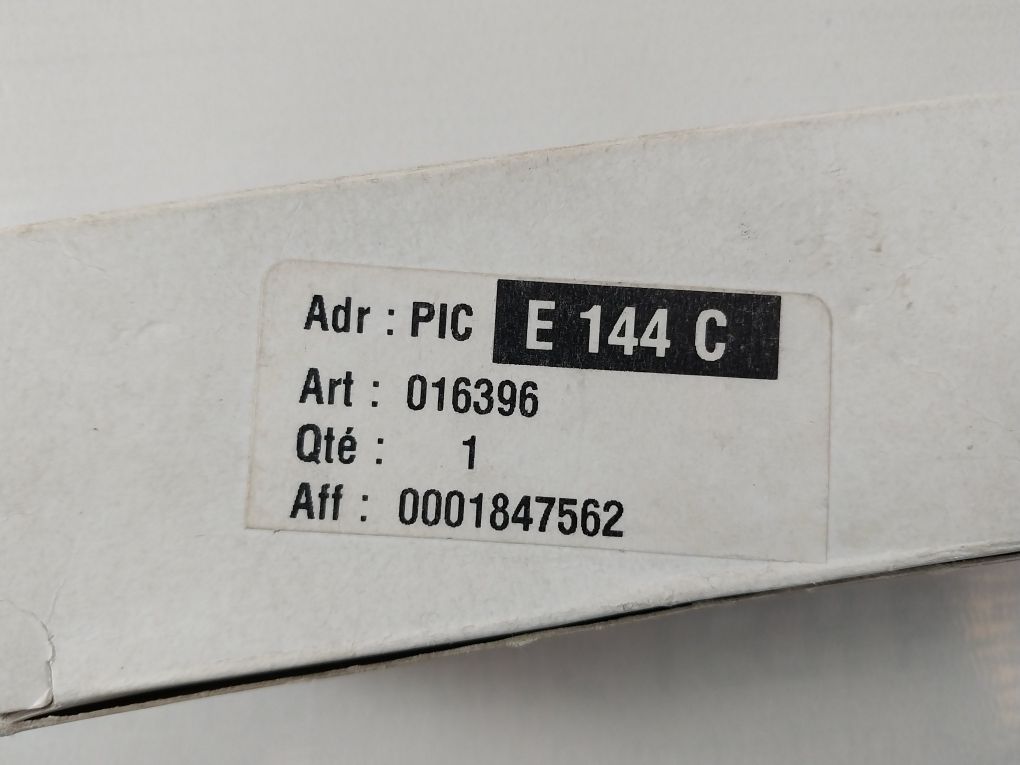 Adr : PIC E 144 C
Art : 016396
Qté : 1
Aff : 0001847562